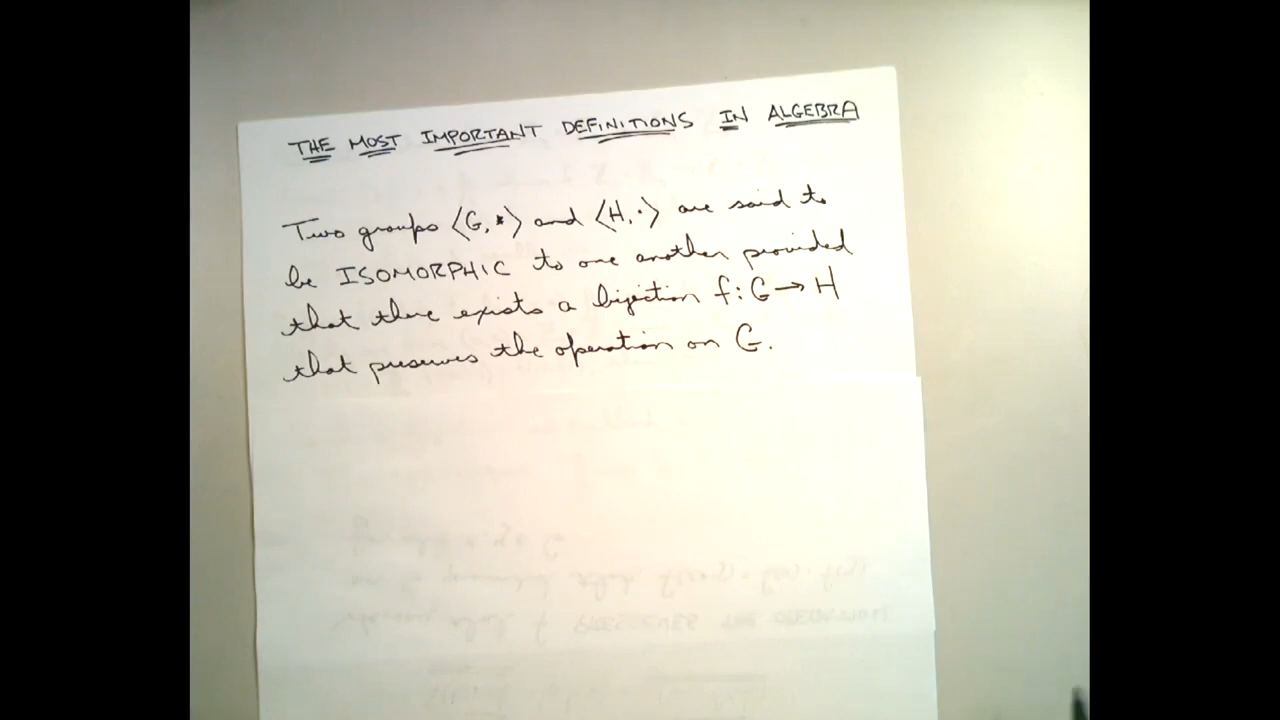 THE MOST IMPORTANT DEFINITIONS IN ALGEBRA
Two groups ⟨G, *⟩ and ⟨H, ·⟩ are said to
be ISOMORPHIC to one another provided
that there exists a bijection f: G → H
that preserves the operation on G.